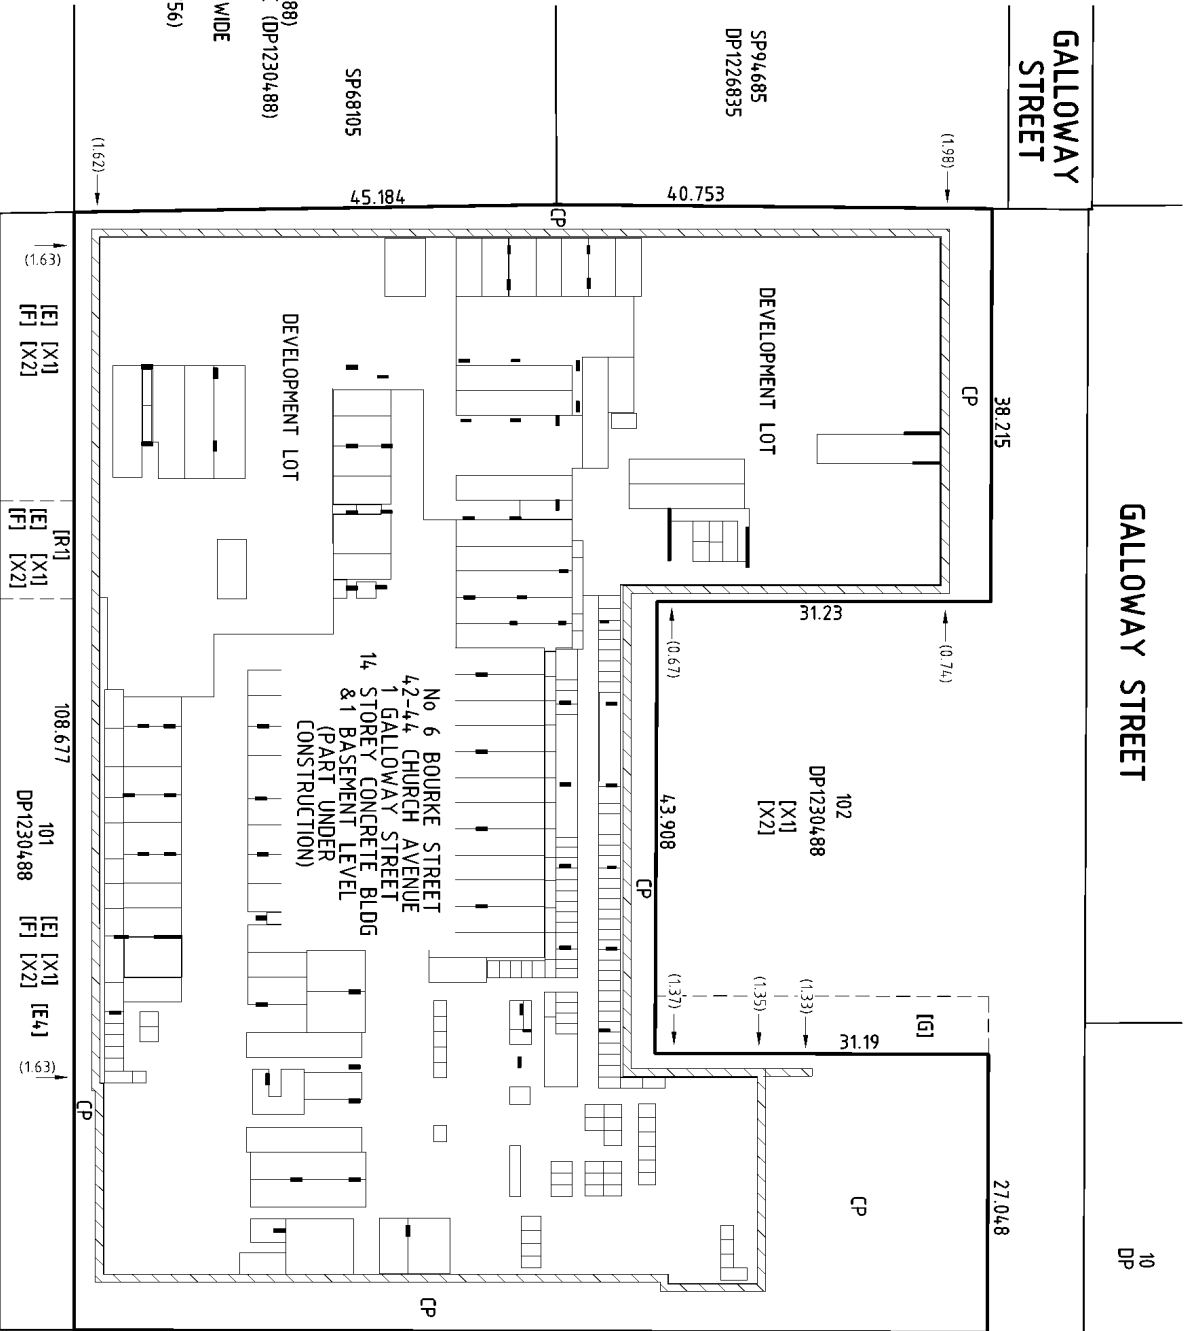 GALLOWAY
STREET
GALLOWAY STREET
10
DP
SP94685
DP1226835
SP68105
88)
(DP1230488)
WIDE
56)
(1.98)
(1.62)
40.753
45.184
CP
38.215
CP
DEVELOPMENT LOT
DEVELOPMENT LOT
31.23
(0.74)
(0.67)
102
DP1230488
[X1]
[X2]
43.908
CP
(1.33)
(1.35)
(1.37)
[G]
31.19
27.048
CP
No 6 BOURKE STREET
42-44 CHURCH AVENUE
1 GALLOWAY STREET
14 STOREY CONCRETE BLDG
&1 BASEMENT LEVEL
(PART UNDER
CONSTRUCTION)
CP
CP
(1.63)
[E] [X1]
[F] [X2]
[R1]
[E] [X1]
[F] [X2]
108.677
101
DP1230488
[E] [X1] [E4]
[F] [X2]
(1.63)